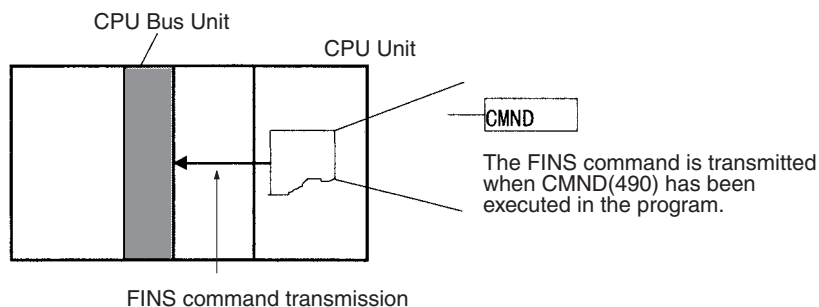 CPU Bus Unit
CPU Unit
CMND
The FINS command is transmitted
when CMND(490) has been
executed in the program.
FINS command transmission